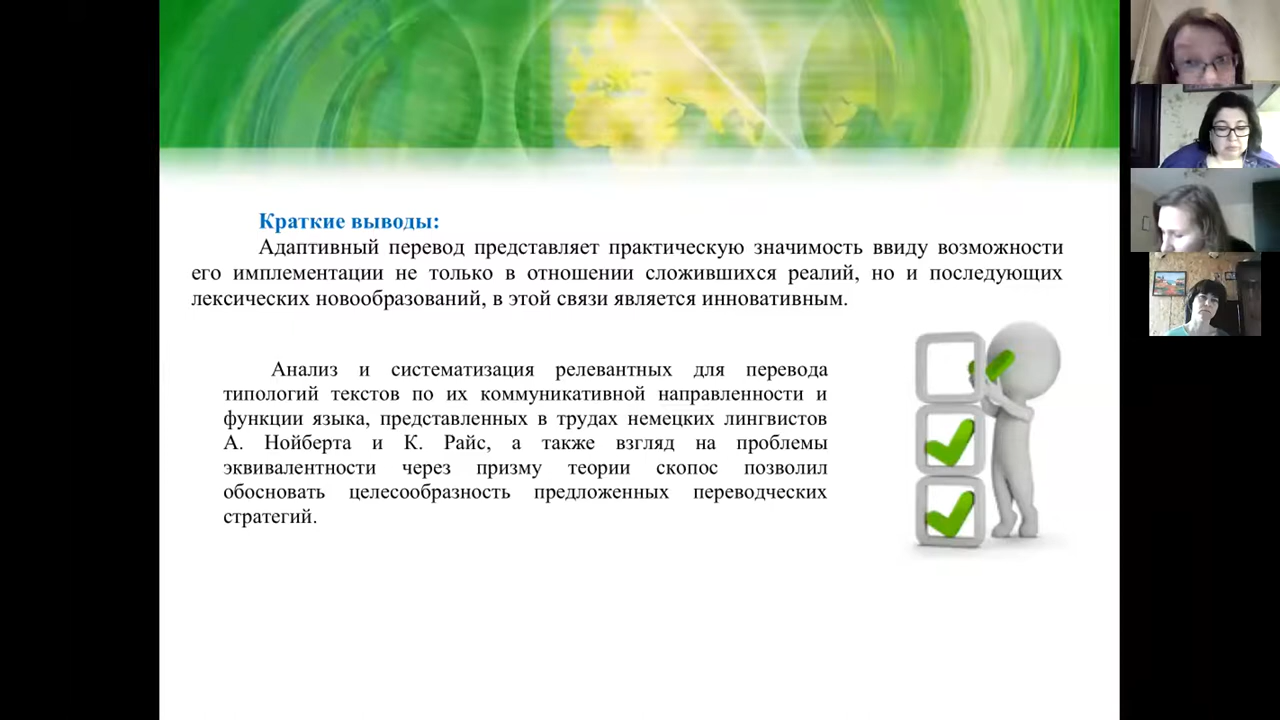 Краткие выводы:
Адаптивный перевод представляет практическую значимость ввиду возможности
его имплементации не только в отношении сложившихся реалий, но и последующих
лексических новообразований, в этой связи является инновативным.
Анализ и систематизация релевантных для перевода
типологий текстов по их коммуникативной направленности и
функции языка, представленных в трудах немецких лингвистов
А. Нойберта и К. Райс, а также взгляд на проблемы
эквивалентности через призму теории скопос позволил
обосновать целесообразность предложенных переводческих
стратегий.